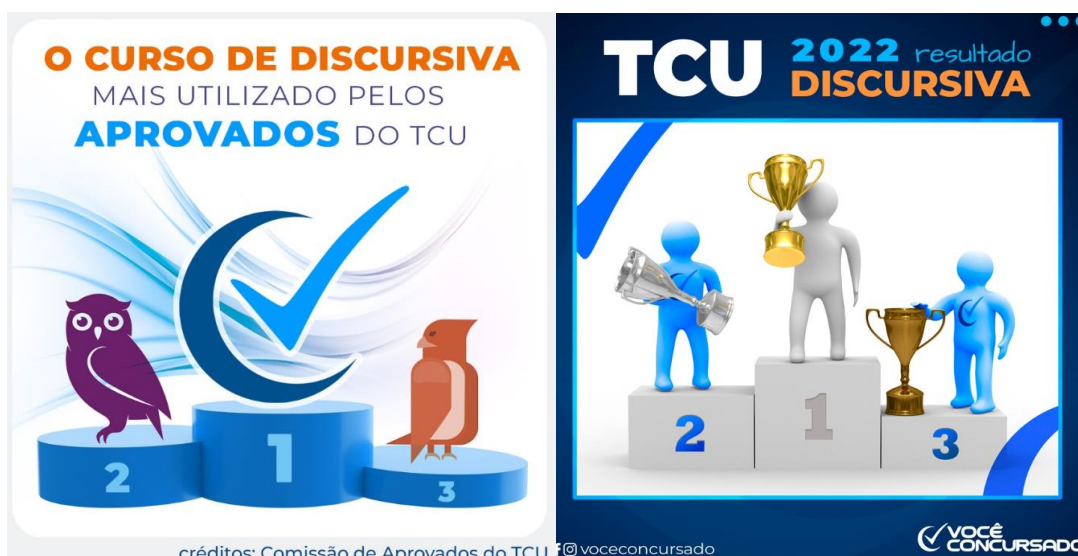 O CURSO DE DISCURSIVA
MAIS UTILIZADO PELOS
APROVADOS DO TCU
2
1
3
créditos: Comissão de Aprovados do TCU
TCU 2022 resultado
DISCURSIVA
2
1
3
voceconcursado
VOCÊ
CONCURSADO